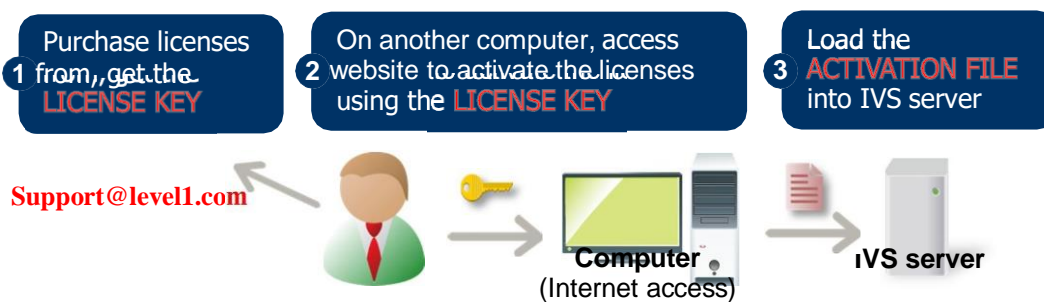 1
Purchase licenses
from,, get the
LICENSE KEY
2
On another computer, access
website to activate the licenses
using the LICENSE KEY
3
Load the
ACTIVATION FILE
into IVS server
Support@level1.com
Computer
(Internet access)
IVS server